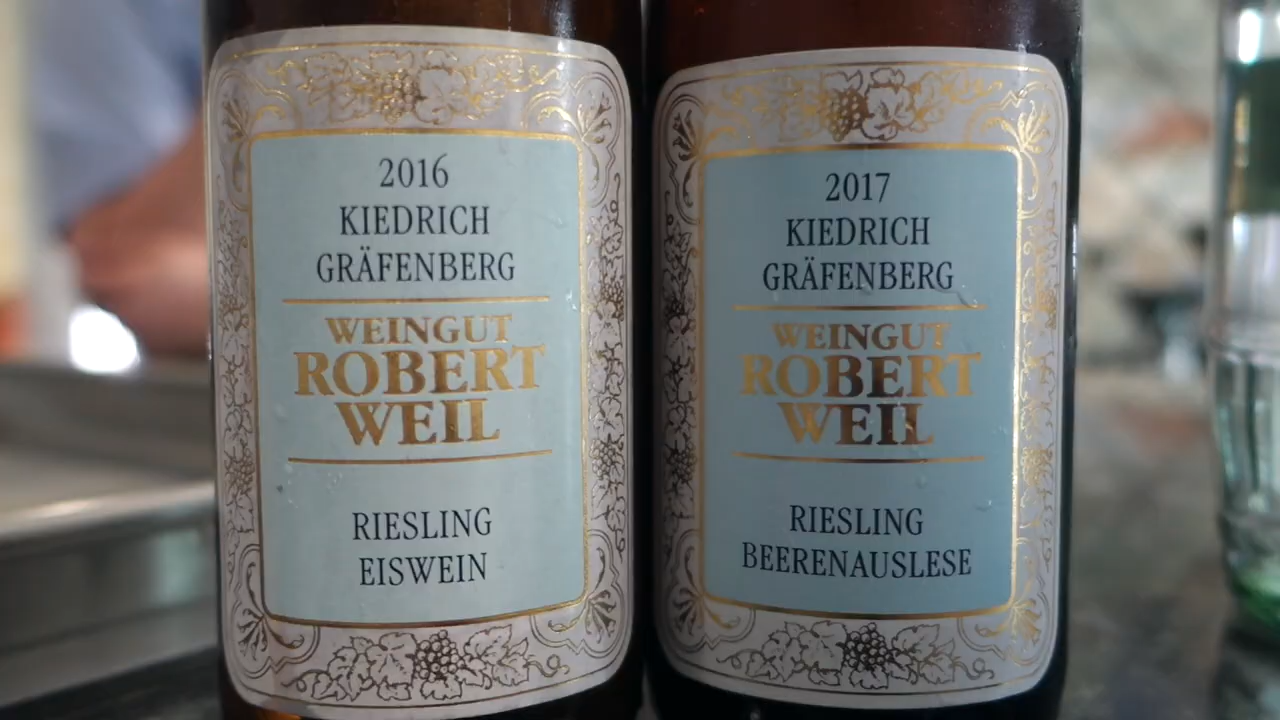 2016
KIEDRICH
GRÄFENBERG
WEINGUT
ROBERT
WEIL
RIESLING
EISWEIN
2017
KIEDRICH
GRÄFENBERG
WEINGUT
ROBERT
WEIL
RIESLING
BEERENAUSLESE